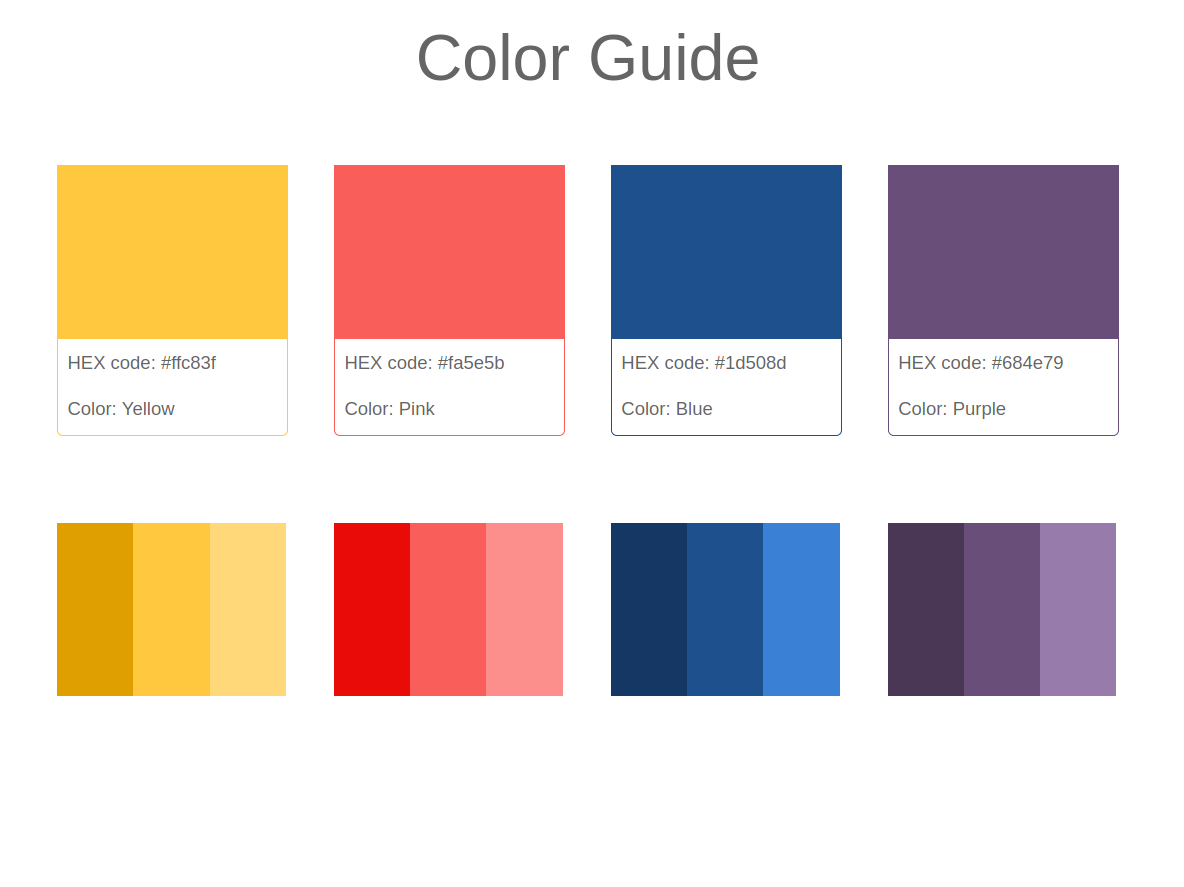 Color Guide
HEX code: #ffc83f
Color: Yellow
HEX code: #fa5e5b
Color: Pink
HEX code: #1d508d
Color: Blue
HEX code: #684e79
Color: Purple